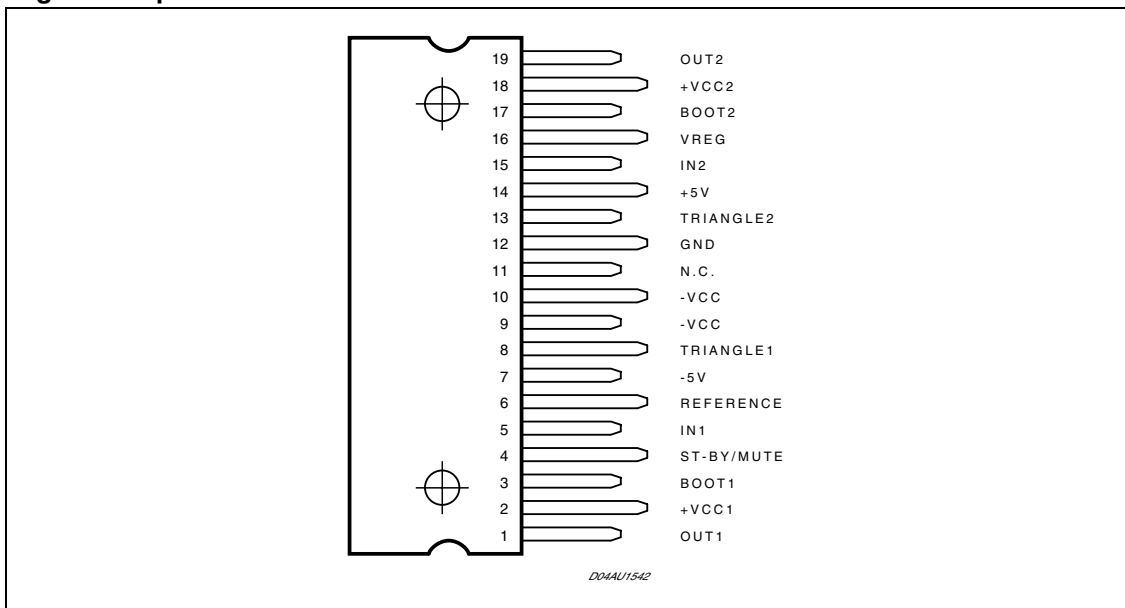 19 OUT2
18 +VCC2
17 BOOT2
16 VREG
15 IN2
14 +5V
13 TRIANGLE2
12 GND
11 N.C.
10 -VCC
9 -VCC
8 TRIANGLE1
7 -5V
6 REFERENCE
5 IN1
4 ST-BY/MUTE
3 BOOT1
2 +VCC1
1 OUT1
D04AU1542